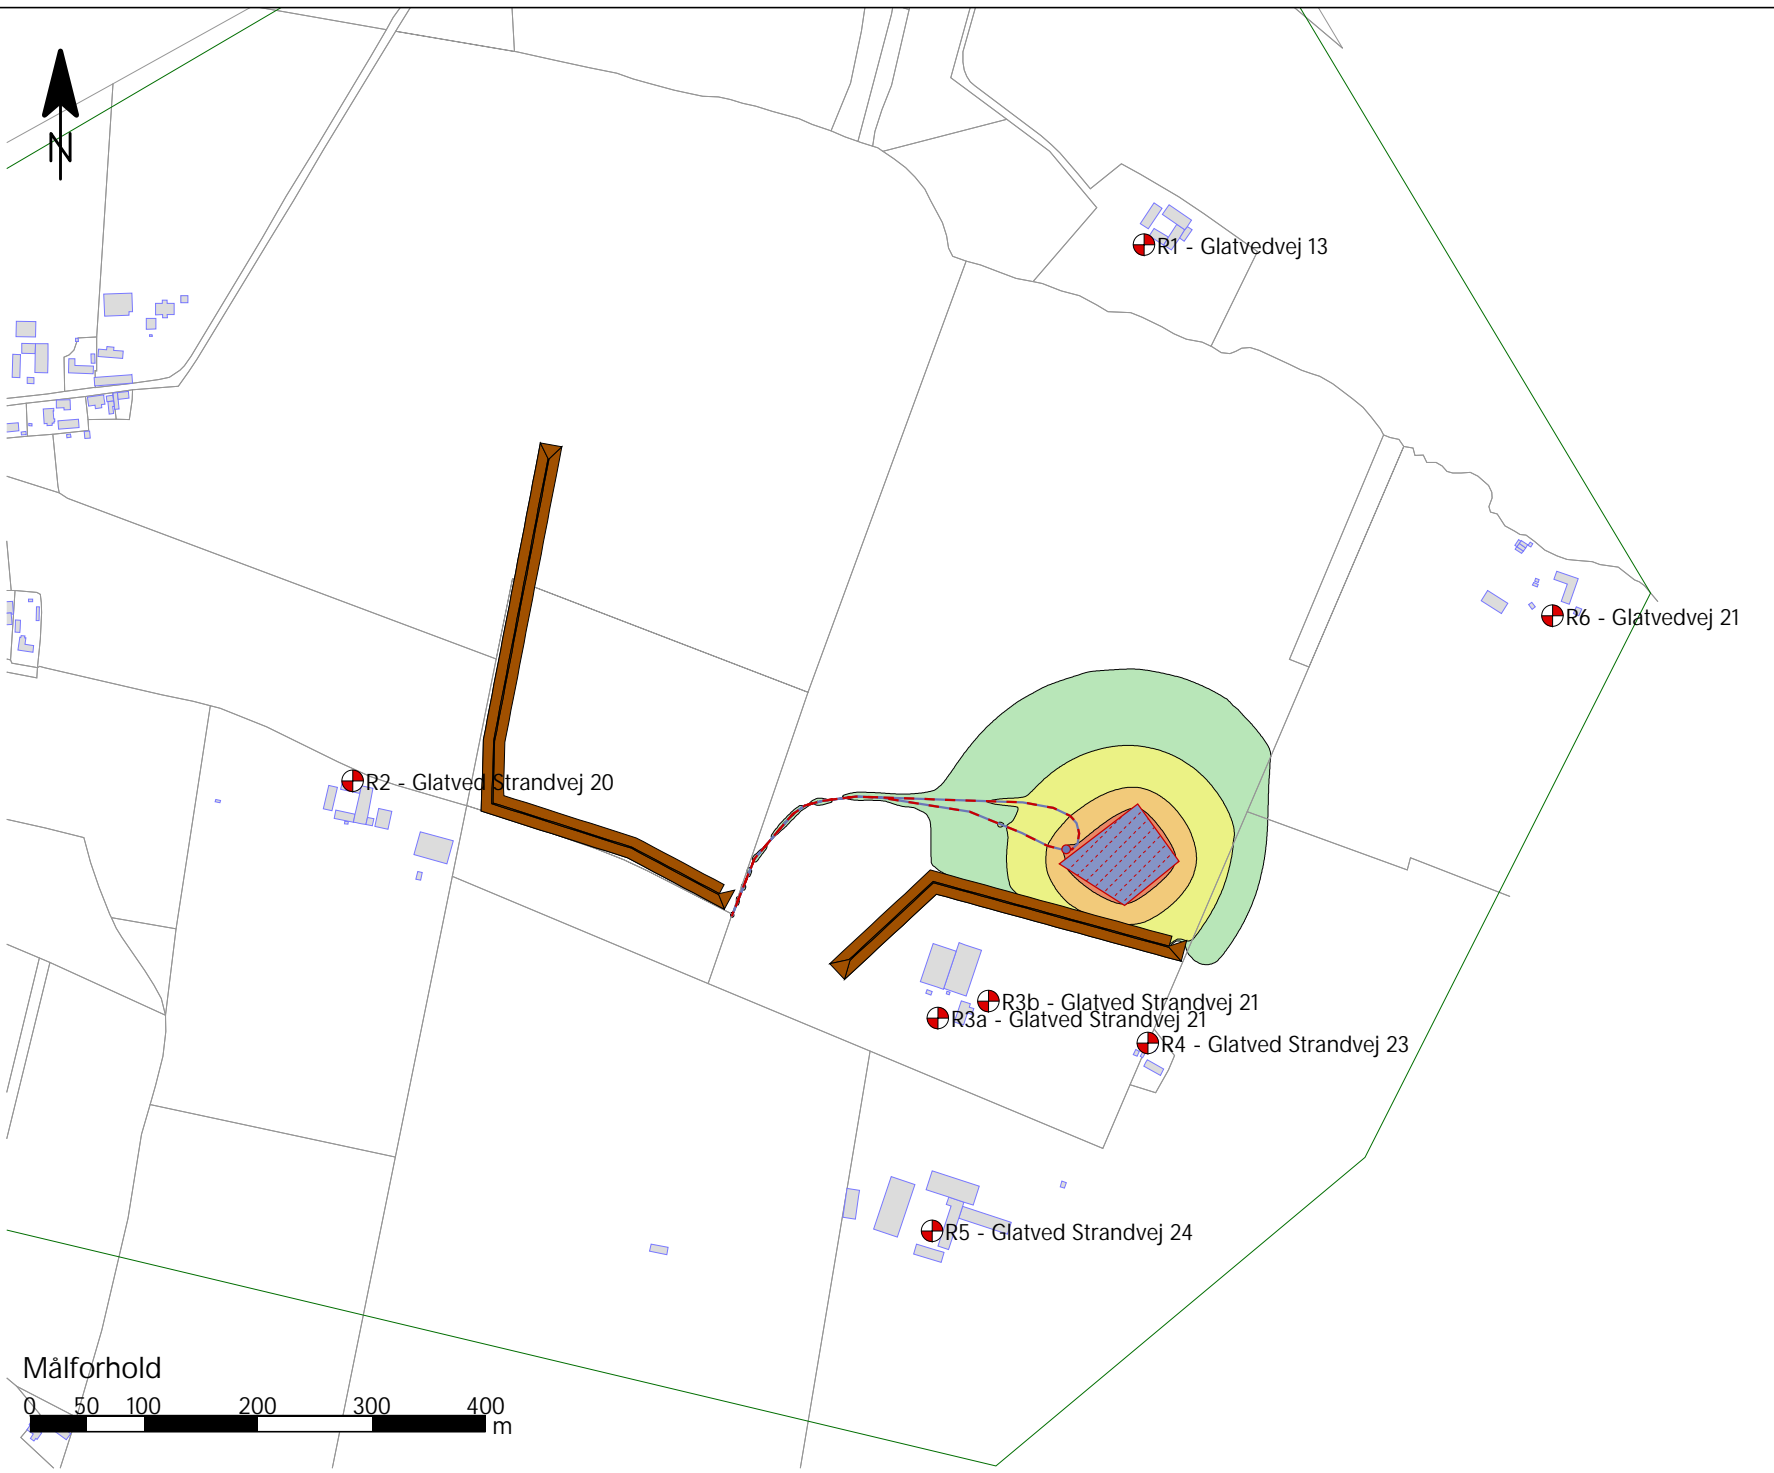 N
R1 - Glatvedvej 13
R6 - Glatvedvej 21
R2 - Glatved Strandvej 20
R3b - Glatved Strandvej 21
R3a - Glatved Strandvej 21
R4 - Glatved Strandvej 23
R5 - Glatved Strandvej 24
Målforhold
0 50 100 200 300 400
m